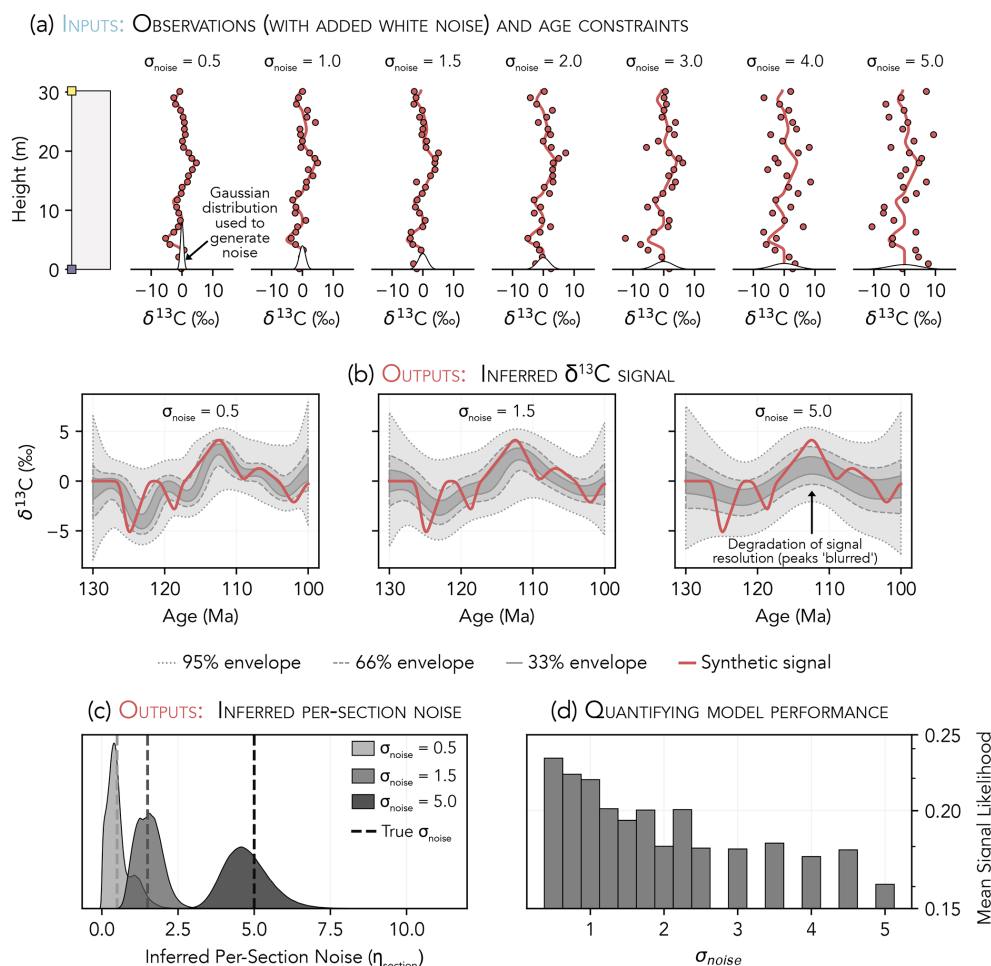 (a) Inputs: Observations (with added white noise) and age constraints
σnoise = 0.5
σnoise = 1.0
σnoise = 1.5
σnoise = 2.0
σnoise = 3.0
σnoise = 4.0
σnoise = 5.0
Height (m)
30
20
10
0
Gaussian
distribution
used to
generate
noise
−10 0 10
−10 0 10
−10 0 10
−10 0 10
−10 0 10
−10 0 10
−10 0 10
δ¹³C (‰)
δ¹³C (‰)
δ¹³C (‰)
δ¹³C (‰)
δ¹³C (‰)
δ¹³C (‰)
δ¹³C (‰)
(b) Outputs: Inferred δ¹³C signal
σnoise = 0.5
σnoise = 1.5
σnoise = 5.0
δ¹³C (‰)
5
0
−5
Degradation of signal
resolution (peaks 'blurred')
130 120 110 100
130 120 110 100
130 120 110 100
Age (Ma)
Age (Ma)
Age (Ma)
95% envelope
66% envelope
33% envelope
Synthetic signal
(c) Outputs: Inferred per-section noise
σnoise = 0.5
σnoise = 1.5
σnoise = 5.0
True σnoise
0.0 2.5 5.0 7.5 10.0
Inferred Per-Section Noise (ηsection)
(d) Quantifying model performance
0.25
0.20
0.15
Mean Signal Likelihood
1 2 3 4 5
σnoise